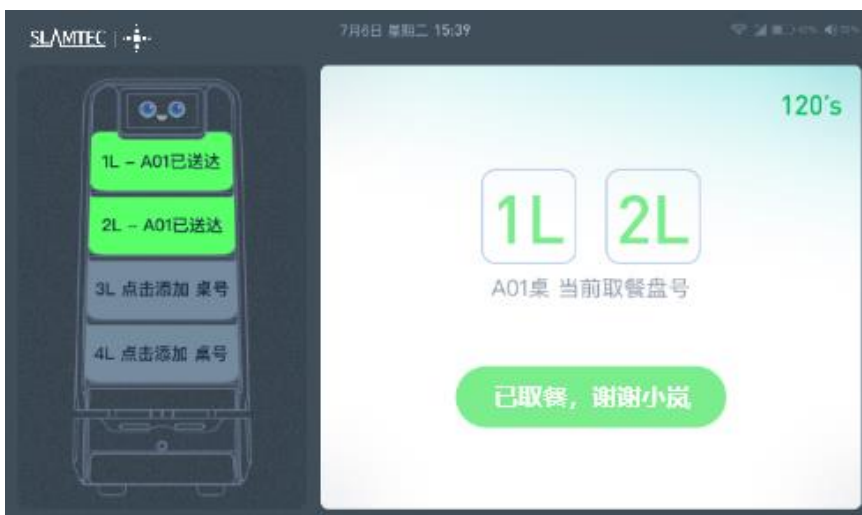 SLAMTEC
7月6日 星期二 15:39
1L - A01已送达
2L - A01已送达
3L 点击添加 桌号
4L 点击添加 桌号
120's
1L 2L
A01桌 当前取餐盘号
已取餐，谢谢小岚